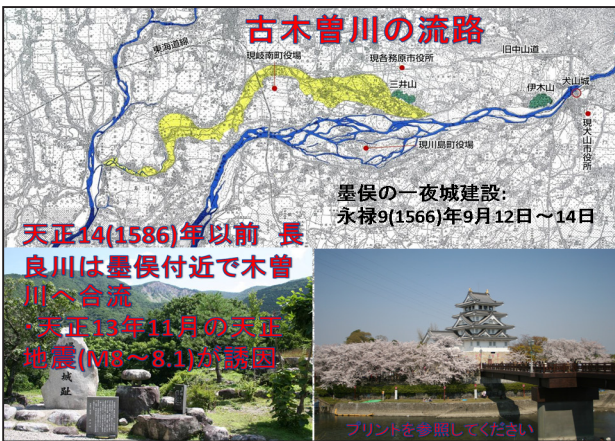 古木曽川の流路
東海道線
現岐南町役場
現各務原市役所
三井山
旧中山道
伊木山
犬山城
現犬山市役所
現川島町役場
墨俣の一夜城建設:
永禄9(1566)年9月12日～14日
天正14(1586)年以前 長
良川は墨俣付近で木曽
川へ合流
・天正13年11月の天正
地震(M8～8.1)が誘因
城趾
プリントを参照してください